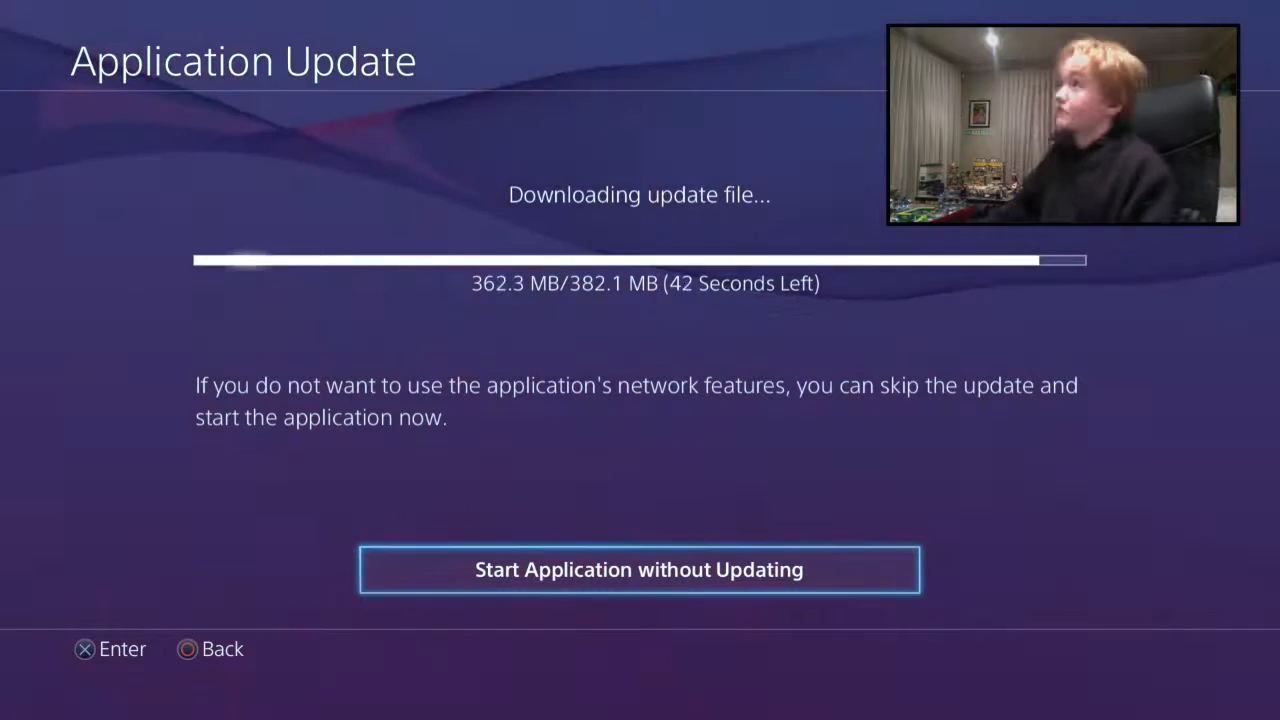 Application Update
Downloading update file...
362.3 MB/382.1 MB (42 Seconds Left)
If you do not want to use the application's network features, you can skip the update and
start the application now.
Start Application without Updating
Enter Back